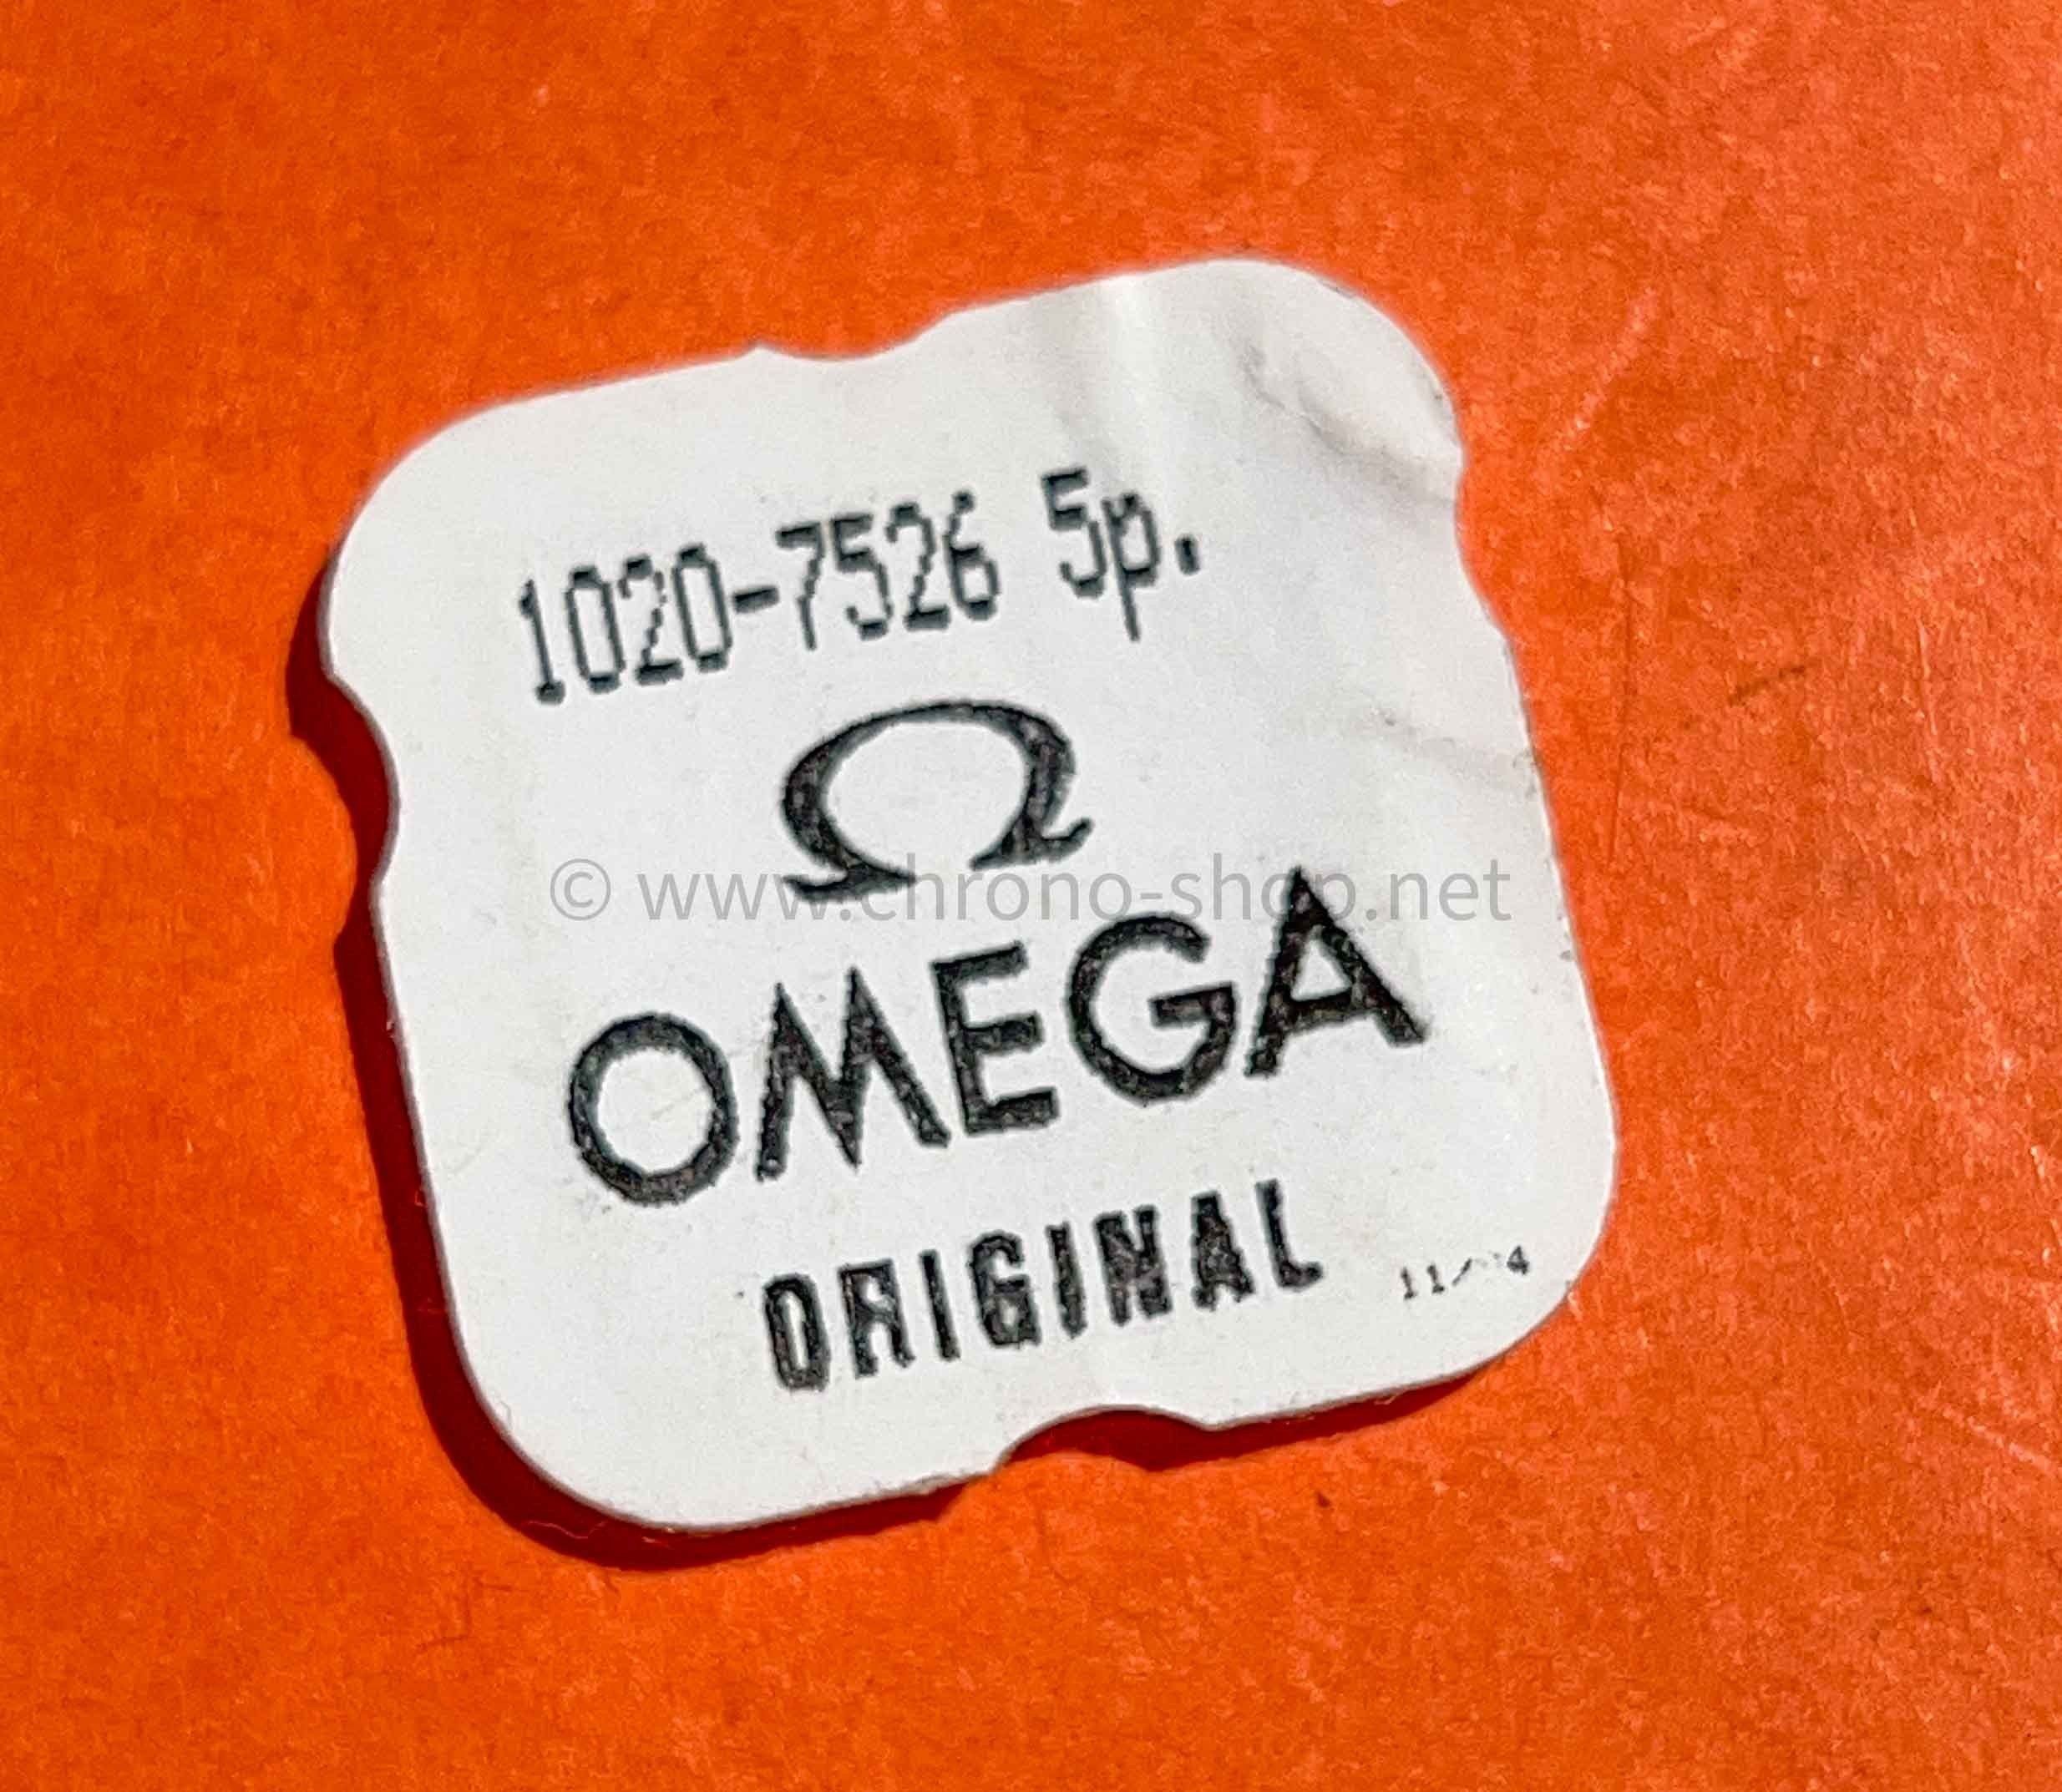 1020-7526 5p.
Ω
© www.chrono-shop.net
OMEGA
ORIGINAL